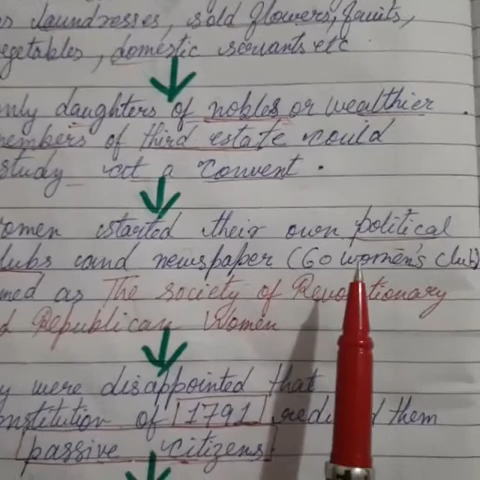 laundresses, sold flowers, fruits,
vegetables, domestic servants etc
only daughters of nobles or wealthier
members of third estate could
study at a convent.
women started their own political
clubs and newspaper (60 women's club)
The society of Revolutionary
Republican Women
were disappointed that
constitution of 1791 them
passive citizens